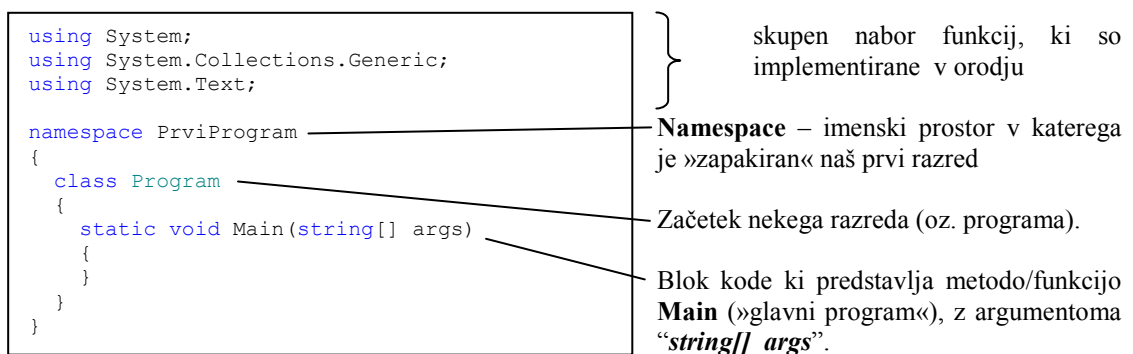 using System;
using System.Collections.Generic;
using System.Text;
namespace PrviProgram
{
class Program
{
static void Main(string[] args)
{
}
}
}
skupen nabor funkcij, ki so
implementirane v orodju
Namespace – imenski prostor v katerega
je »zapakiran« naš prvi razred
Začetek nekega razreda (oz. programa).
Blok kode ki predstavlja metodo/funkcijo
Main (»glavni program«), z argumentoma
“string[] args”.